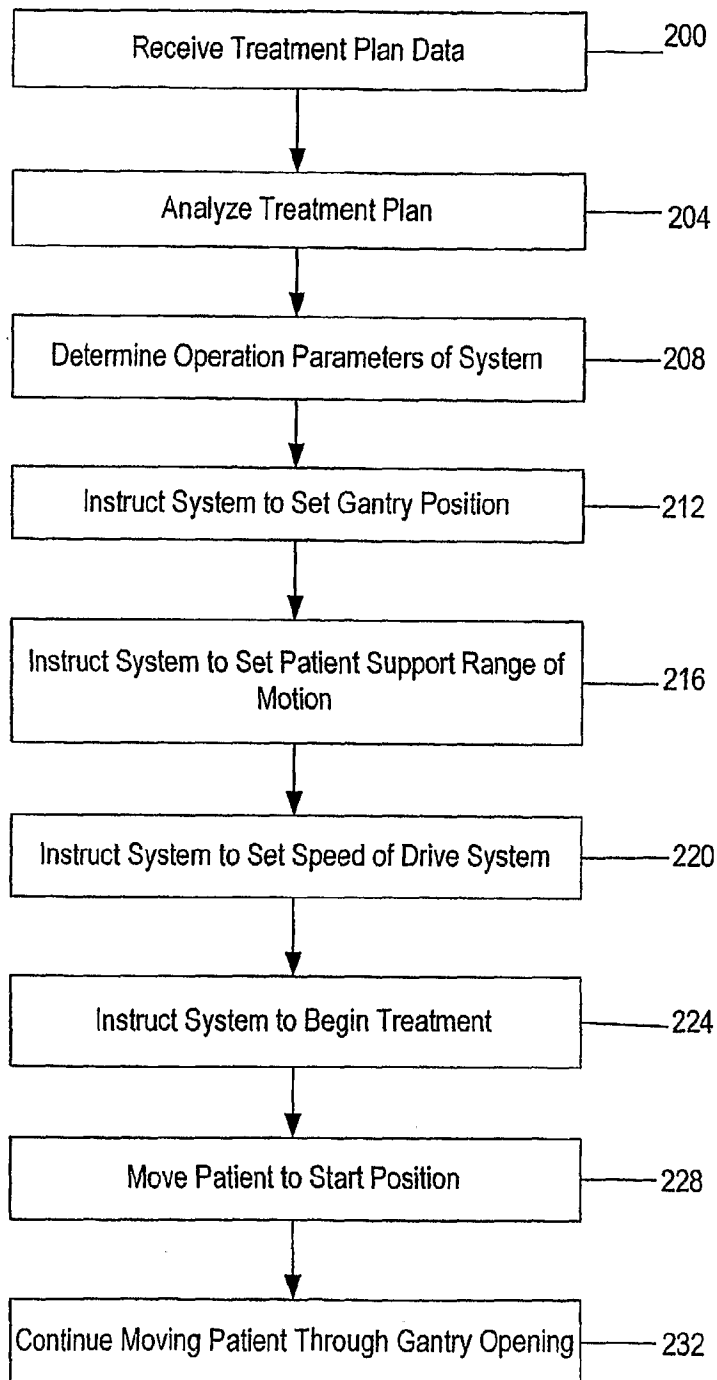 Receive Treatment Plan Data 200
Analyze Treatment Plan 204
Determine Operation Parameters of System 208
Instruct System to Set Gantry Position 212
Instruct System to Set Patient Support Range of
Motion 216
Instruct System to Set Speed of Drive System 220
Instruct System to Begin Treatment 224
Move Patient to Start Position 228
Continue Moving Patient Through Gantry Opening 232